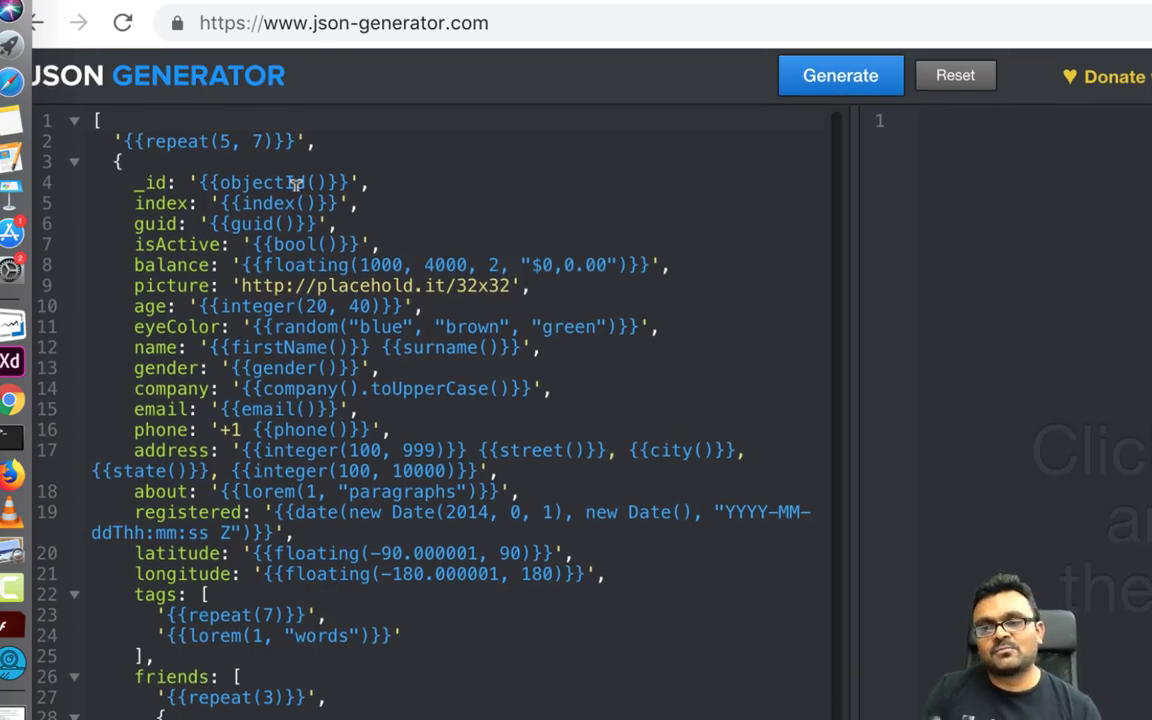 https://www.json-generator.com
JSON GENERATOR
Generate
Reset
♥ Donate
1 [
2 '{{repeat(5, 7)}}',
3 {
4 _id: '{{objectId()}}',
5 index: '{{index()}}',
6 guid: '{{guid()}}',
7 isActive: '{{bool()}}',
8 balance: '{{floating(1000, 4000, 2, "$0,0.00")}}',
9 picture: 'http://placehold.it/32x32',
10 age: '{{integer(20, 40)}}',
11 eyeColor: '{{random("blue", "brown", "green")}}',
12 name: '{{firstName()}} {{surname()}}',
13 gender: '{{gender()}}',
14 company: '{{company().toUpperCase()}}',
15 email: '{{email()}}',
16 phone: '+1 {{phone()}}',
17 address: '{{integer(100, 999)}} {{street()}}, {{city()}},
{{state()}}, {{integer(100, 10000)}}',
18 about: '{{lorem(1, "paragraphs")}}',
19 registered: '{{date(new Date(2014, 0, 1), new Date(), "YYYY-MM-
ddThh:mm:ss Z")}}',
20 latitude: '{{floating(-90.000001, 90)}}',
21 longitude: '{{floating(-180.000001, 180)}}',
22 tags: [
23 '{{repeat(7)}}',
24 '{{lorem(1, "words")}}'
25 ],
26 friends: [
27 '{{repeat(3)}}',
28 {
1
Xd
1
2